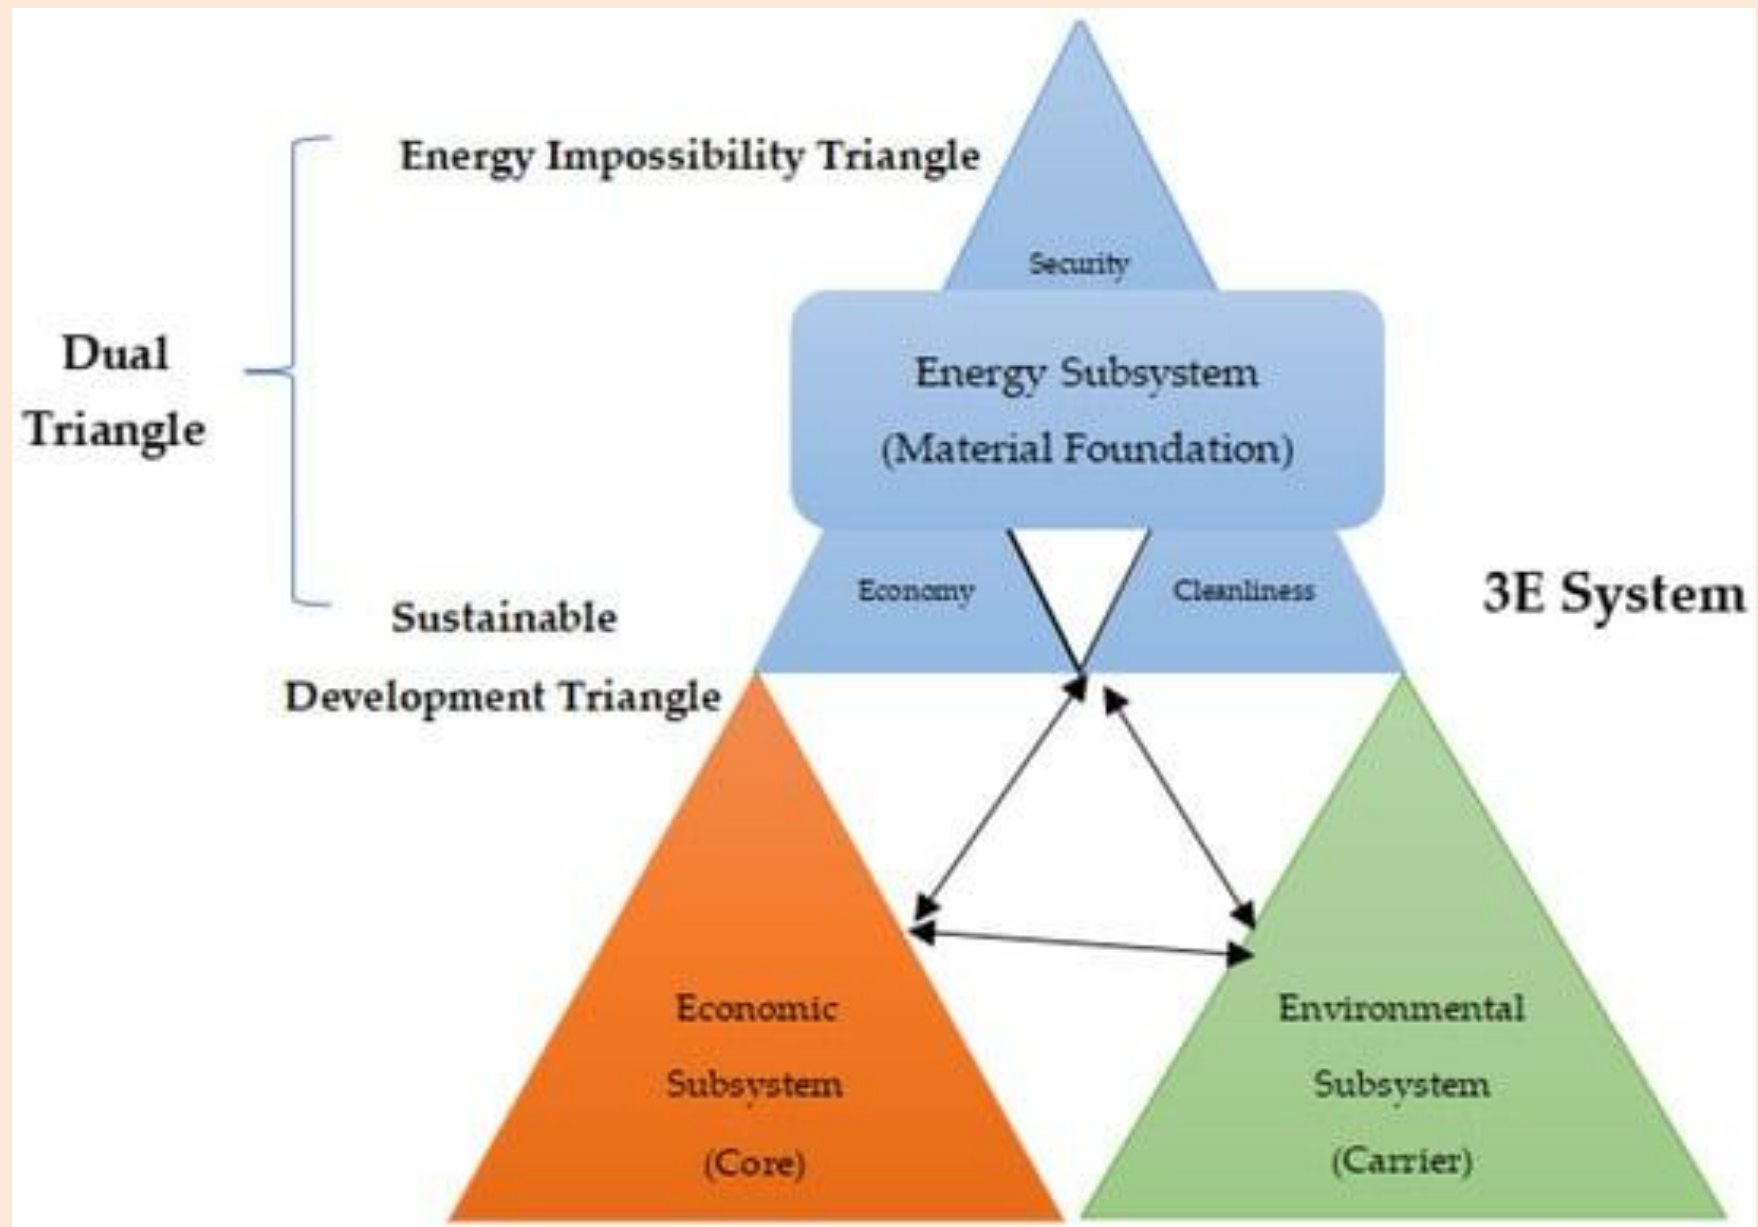 Energy Impossibility Triangle
Dual
Triangle
Sustainable
Development Triangle
Security
Energy Subsystem
(Material Foundation)
Economy
Cleanliness
3E System
Economic
Subsystem
(Core)
Environmental
Subsystem
(Carrier)